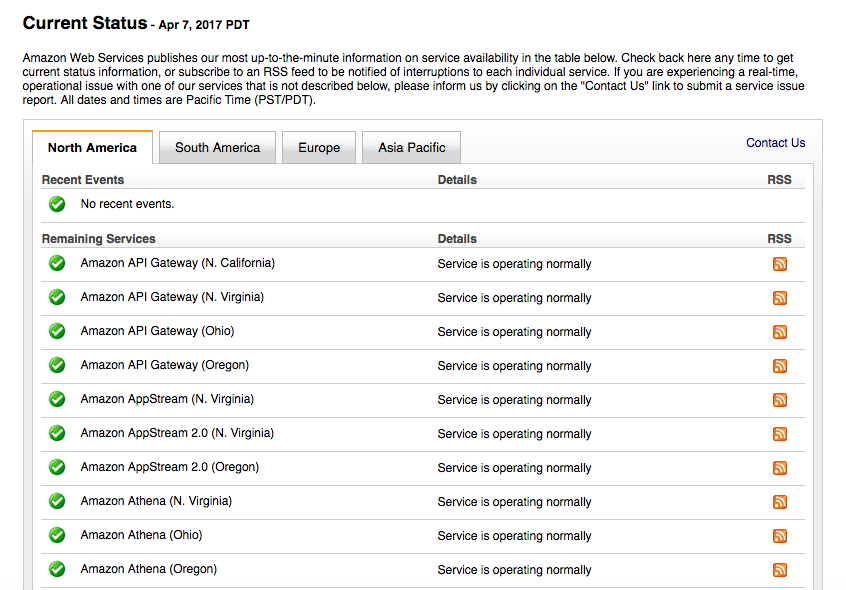 Current Status - Apr 7, 2017 PDT
Amazon Web Services publishes our most up-to-the-minute information on service availability in the table below. Check back here any time to get
current status information, or subscribe to an RSS feed to be notified of interruptions to each individual service. If you are experiencing a real-time,
operational issue with one of our services that is not described below, please inform us by clicking on the "Contact Us" link to submit a service issue
report. All dates and times are Pacific Time (PST/PDT).
North America South America Europe Asia Pacific Contact Us
Recent Events Details RSS
No recent events.
Remaining Services Details RSS
Amazon API Gateway (N. California) Service is operating normally
Amazon API Gateway (N. Virginia) Service is operating normally
Amazon API Gateway (Ohio) Service is operating normally
Amazon API Gateway (Oregon) Service is operating normally
Amazon AppStream (N. Virginia) Service is operating normally
Amazon AppStream 2.0 (N. Virginia) Service is operating normally
Amazon AppStream 2.0 (Oregon) Service is operating normally
Amazon Athena (N. Virginia) Service is operating normally
Amazon Athena (Ohio) Service is operating normally
Amazon Athena (Oregon) Service is operating normally